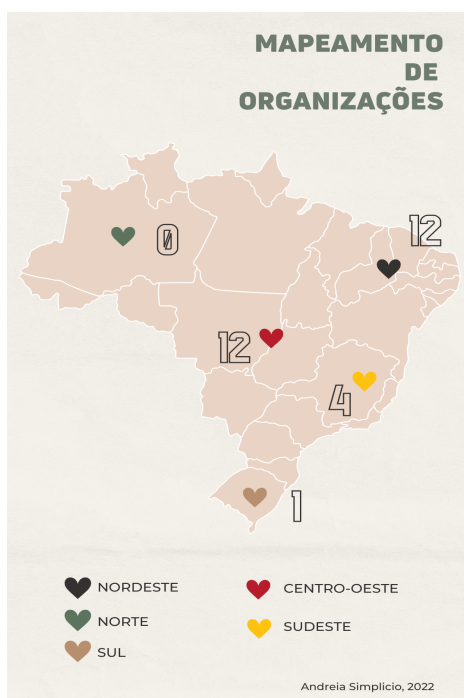 MAPEAMENTO
DE
ORGANIZAÇÕES
12
0
12
4
1
NORDESTE
CENTRO-OESTE
NORTE
SUDESTE
SUL
Andreia Simplicio, 2022